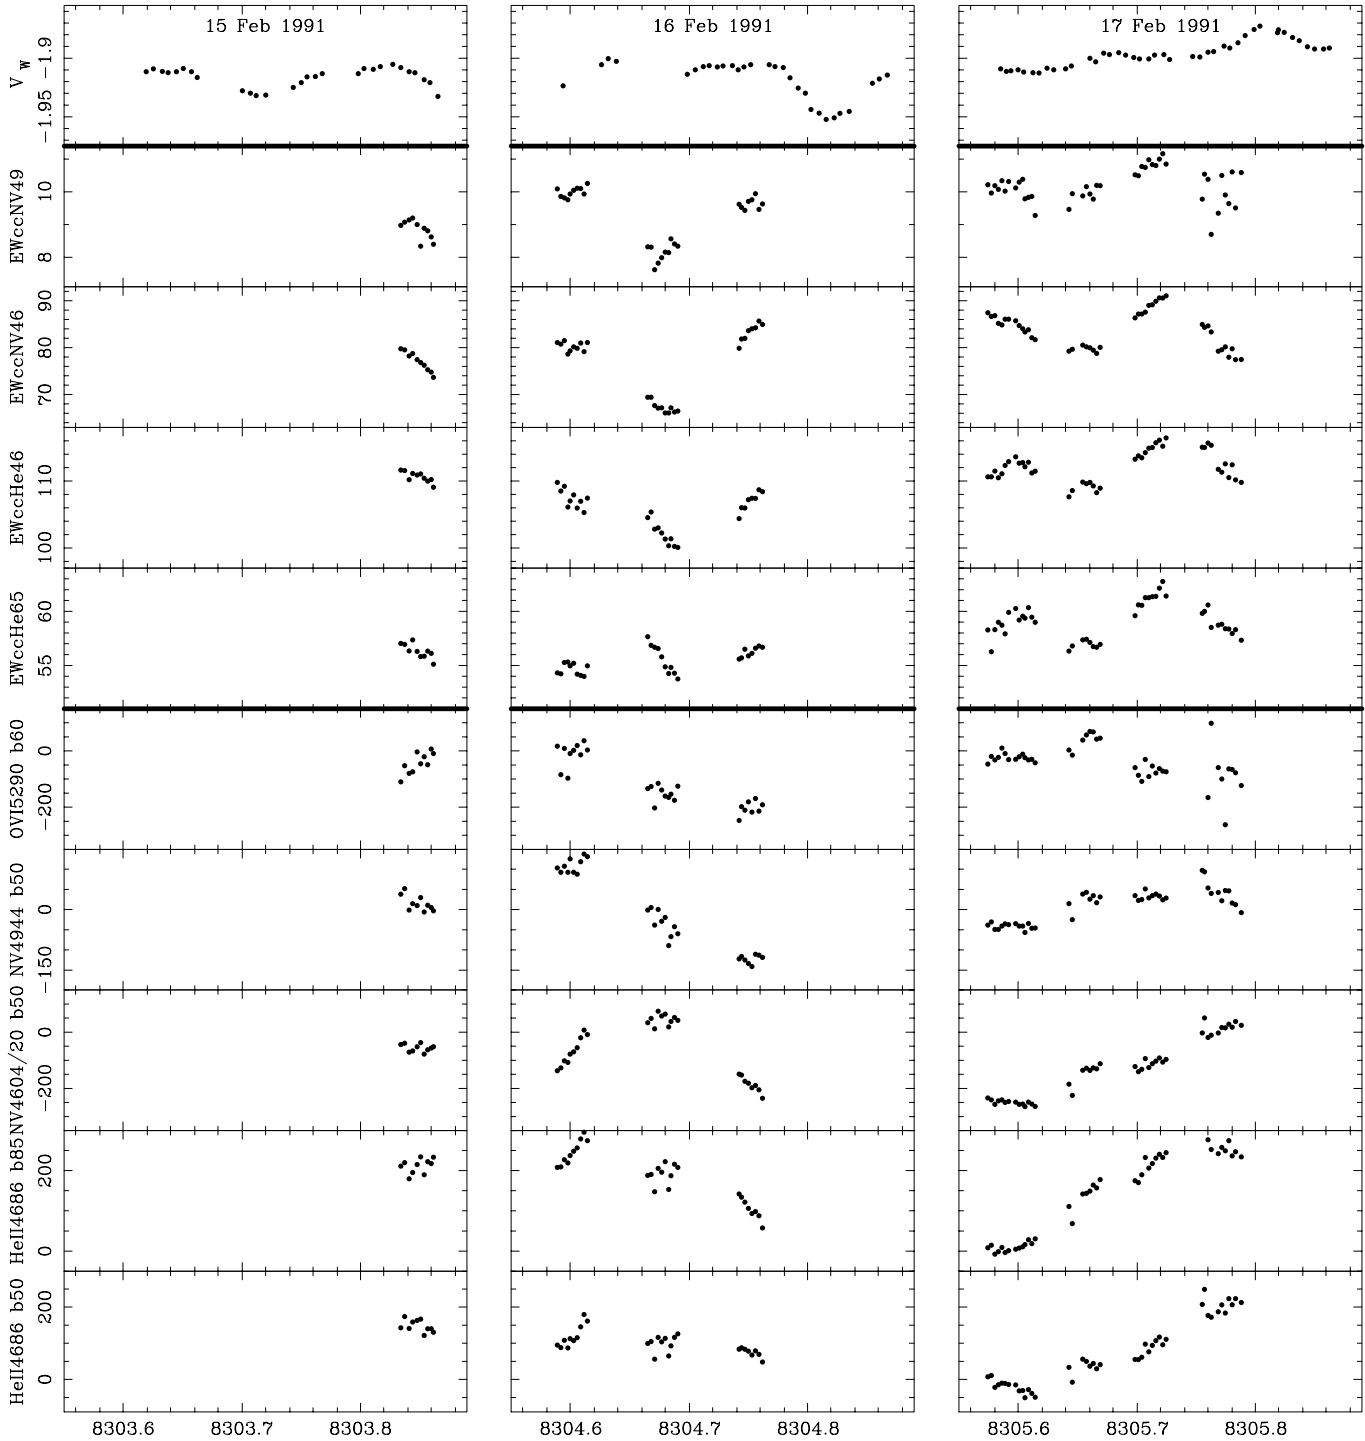 15 Feb 1991 16 Feb 1991 17 Feb 1991
V_W
−1.9
−1.95
EWccNV49
10
8
EWccNV46
90
80
70
EWccHe46
110
100
EWccHe65
60
55
OVI5290 b60
0
−200
NV4944 b50
0
−150
NV4604/20 b50
0
−200
HeII4686 b85
200
0
HeII4686 b50
200
0
8303.6 8303.7 8303.8 8304.6 8304.7 8304.8 8305.6 8305.7 8305.8